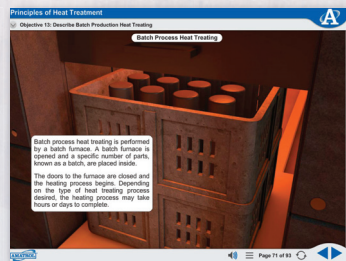 Principles of Heat Treatment
Objective 13: Describe Batch Production Heat Treating
A
Batch Process Heat Treating
Batch process heat treating is performed
by a batch furnace. A batch furnace is
opened and a specific number of parts,
known as a batch, are placed inside.
The doors to the furnace are closed and
the heating process begins. Depending
on the type of heat treating process
desired, the heating process may take
hours or days to complete.
AMATROL
Page 71 of 93